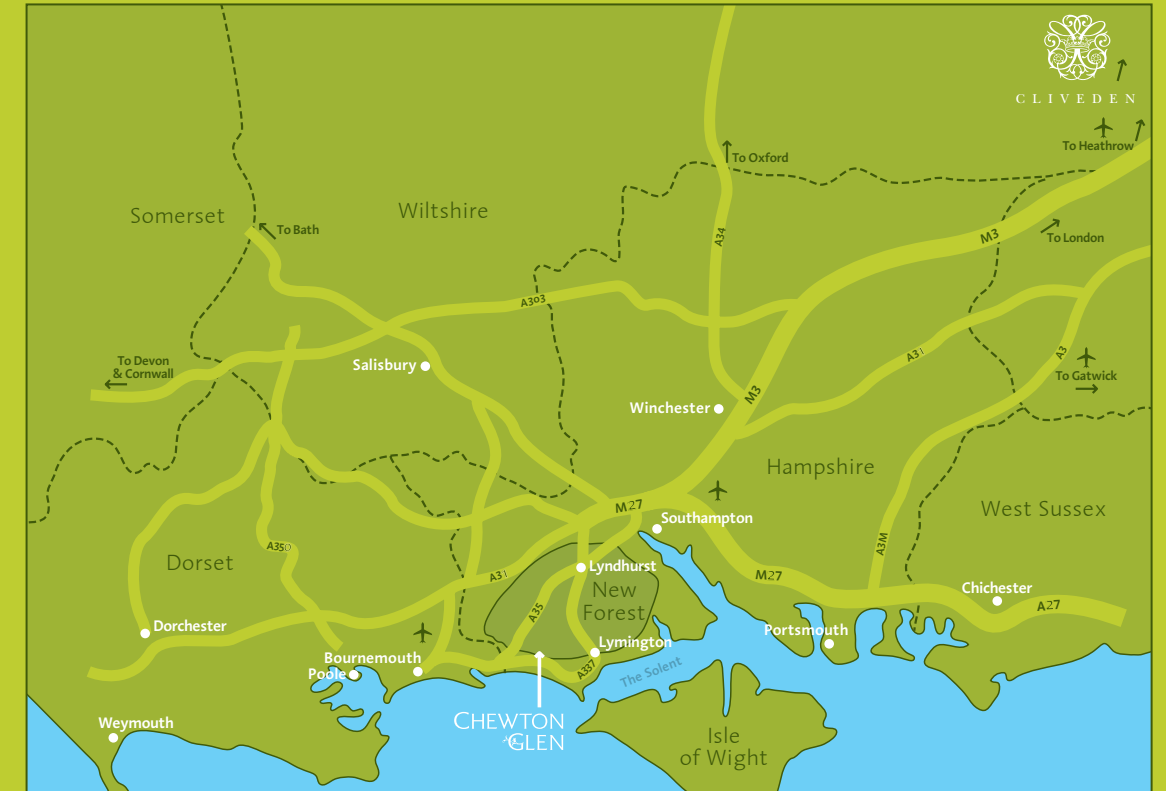 CLIVEDEN
To Heathrow
To Oxford
Somerset
Wiltshire
To Bath
A34
M3
To London
A303
To Devon
& Cornwall
Salisbury
A31
A3
To Gatwick
M3
Winchester
Hampshire
M27
Southampton
West Sussex
A350
A3M
Dorset
Lyndhurst
A31
M27
New
Forest
Chichester
A35
A27
Dorchester
Portsmouth
Lymington
Bournemouth
Poole
A337
The Solent
Weymouth
CHEWTON
GLEN
Isle
of Wight